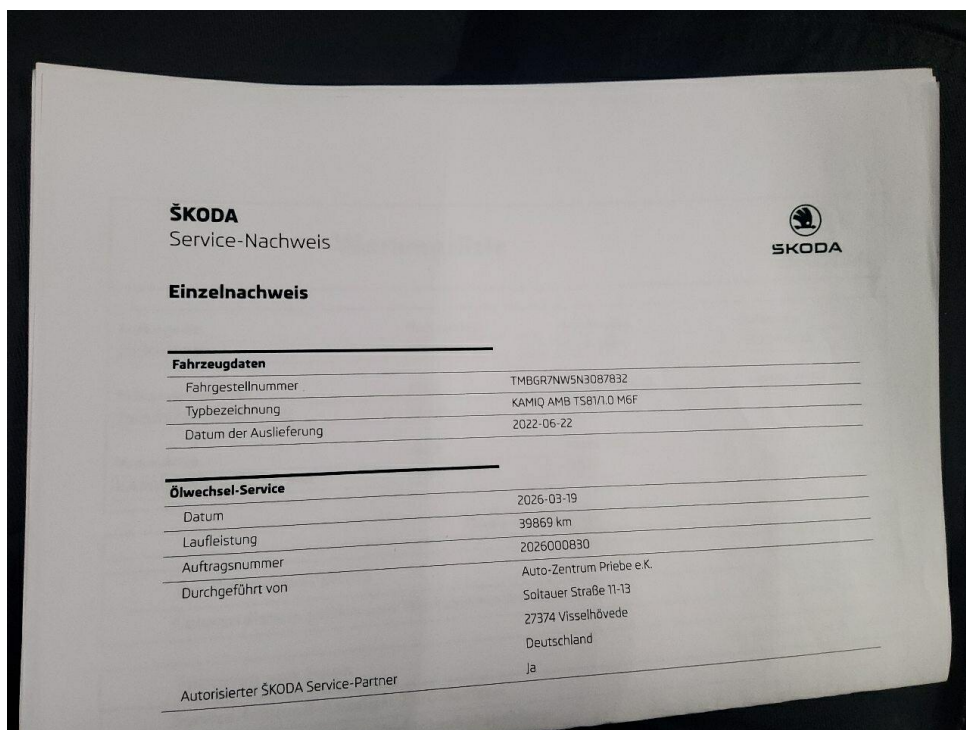 ŠKODA
Service-Nachweis
SKODA
Einzelnachweis
Fahrzeugdaten
Fahrgestellnummer TMBGR7NW5N3087832
Typbezeichnung KAMIQ AMB TS81/1.0 M6F
Datum der Auslieferung 2022-06-22
Ölwechsel-Service
Datum 2026-03-19
Laufleistung 39869 km
Auftragsnummer 2026000830
Durchgeführt von Auto-Zentrum Priebe e.K.
Soltauer Straße 11-13
27374 Visselhövede
Deutschland
Autorisierter ŠKODA Service-Partner Ja